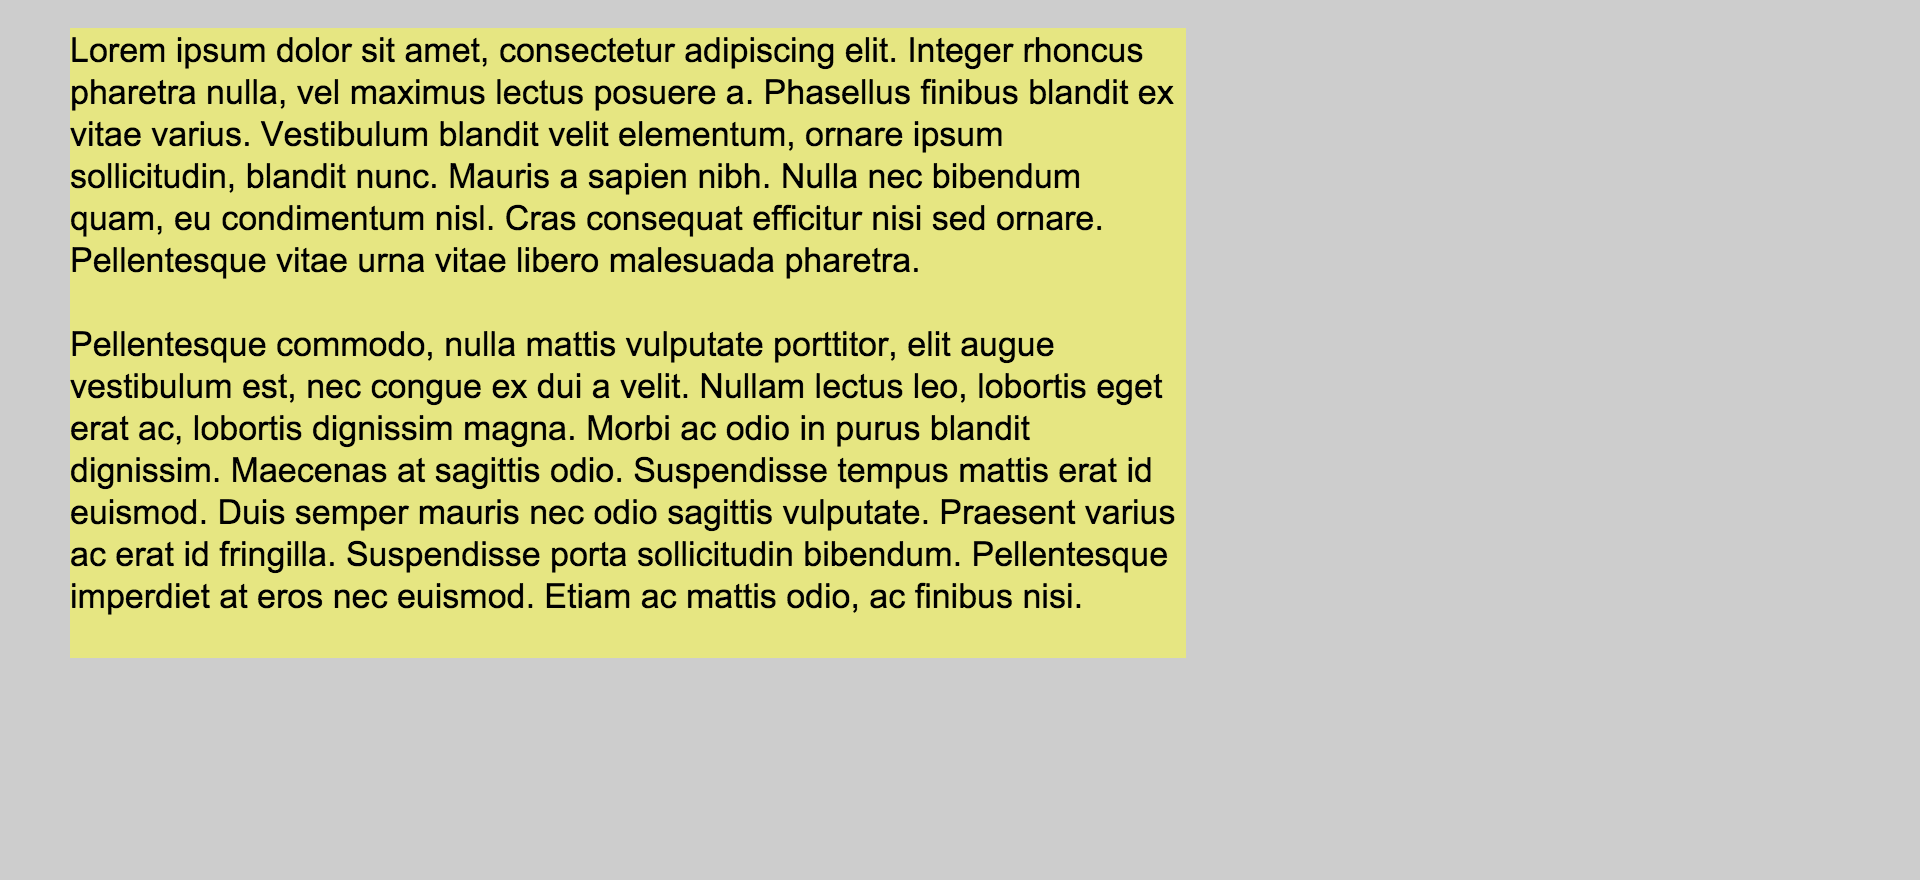 Lorem ipsum dolor sit amet, consectetur adipiscing elit. Integer rhoncus
pharetra nulla, vel maximus lectus posuere a. Phasellus finibus blandit ex
vitae varius. Vestibulum blandit velit elementum, ornare ipsum
sollicitudin, blandit nunc. Mauris a sapien nibh. Nulla nec bibendum
quam, eu condimentum nisl. Cras consequat efficitur nisi sed ornare.
Pellentesque vitae urna vitae libero malesuada pharetra.

Pellentesque commodo, nulla mattis vulputate porttitor, elit augue
vestibulum est, nec congue ex dui a velit. Nullam lectus leo, lobortis eget
erat ac, lobortis dignissim magna. Morbi ac odio in purus blandit
dignissim. Maecenas at sagittis odio. Suspendisse tempus mattis erat id
euismod. Duis semper mauris nec odio sagittis vulputate. Praesent varius
ac erat id fringilla. Suspendisse porta sollicitudin bibendum. Pellentesque
imperdiet at eros nec euismod. Etiam ac mattis odio, ac finibus nisi.